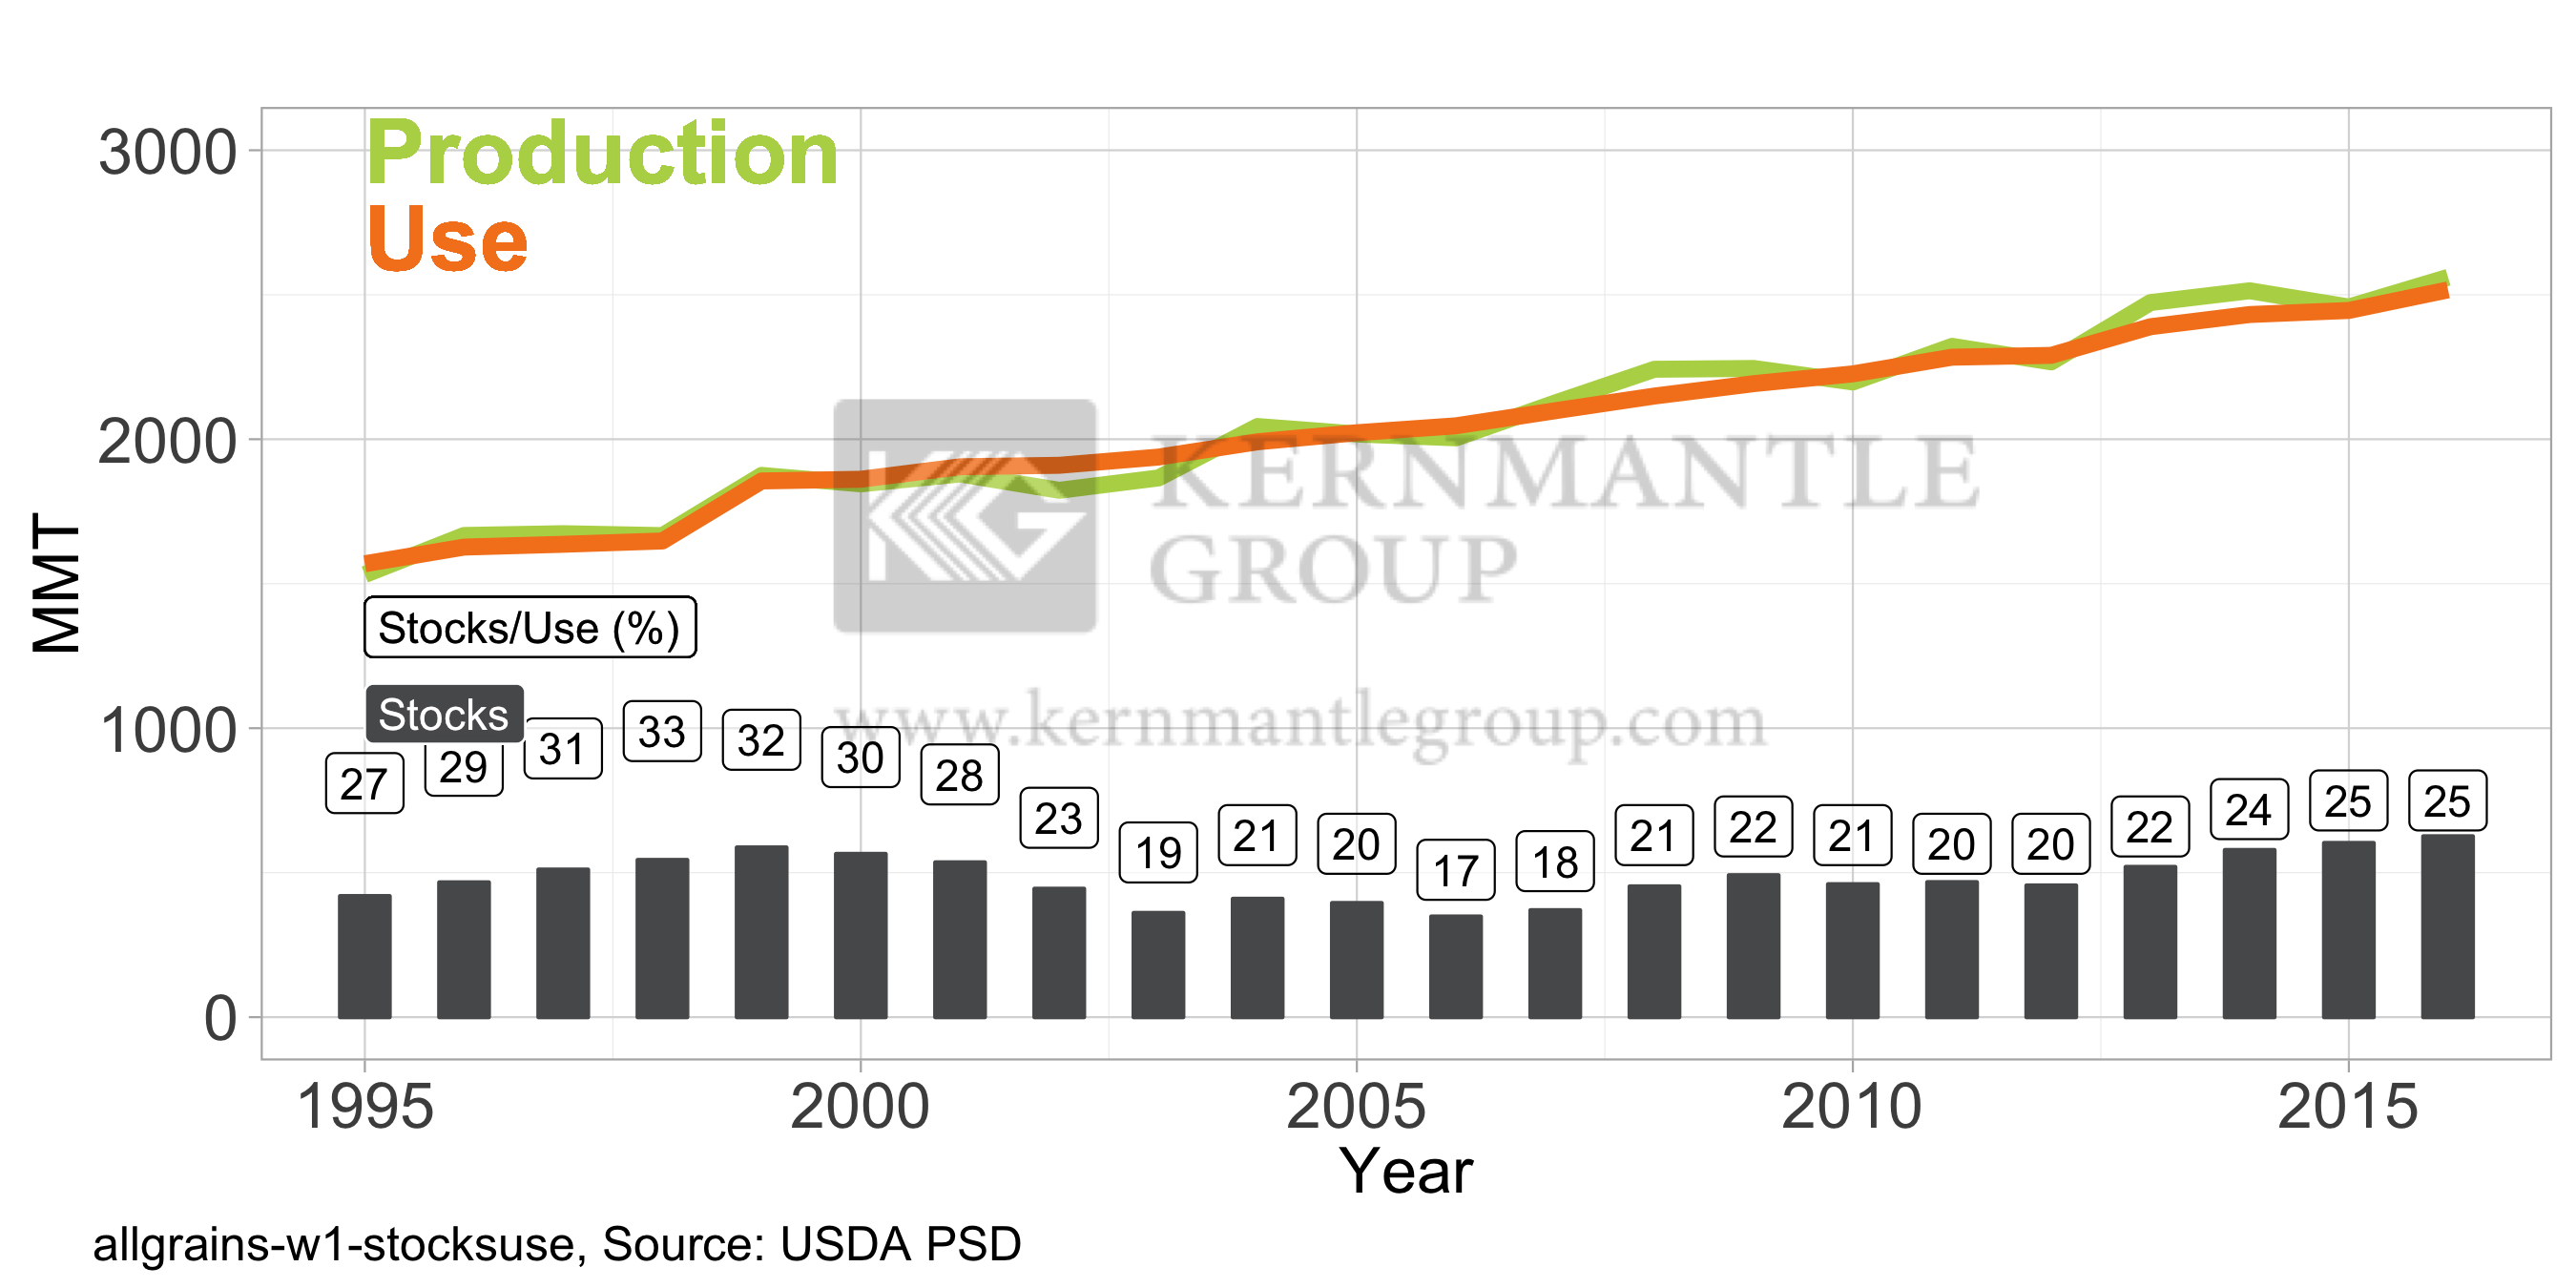 3000
2000
1000
0
MMT
Production
Use
KERNMANTLE
GROUP
KG
www.kernmantlegroup.com
Stocks/Use (%)
Stocks
27 29 31 33 32 30 28 23 19 21 20 17 18 21 22 21 20 20 22 24 25 25
1995 2000 2005 2010 2015
Year
allgrains-w1-stocksuse, Source: USDA PSD